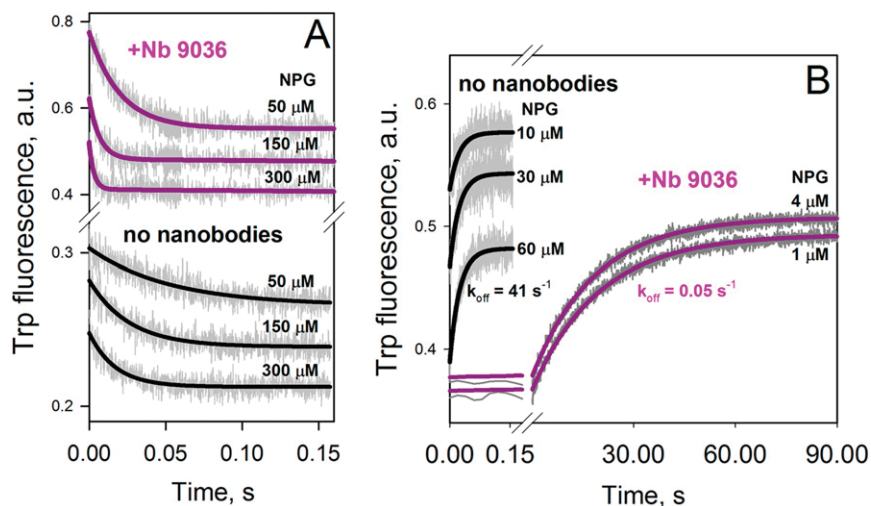 A
+Nb 9036
NPG
50 μM
150 μM
300 μM
no nanobodies
50 μM
150 μM
300 μM
0.8
0.6
0.4
0.3
0.2
Trp fluorescence, a.u.
0.00 0.05 0.10 0.15
Time, s
B
no nanobodies
NPG
10 μM
30 μM
60 μM
koff = 41 s-1
+Nb 9036
NPG
4 μM
1 μM
koff = 0.05 s-1
0.6
0.5
0.4
Trp fluorescence, a.u.
0.00 0.15 30.00 60.00 90.00
Time, s